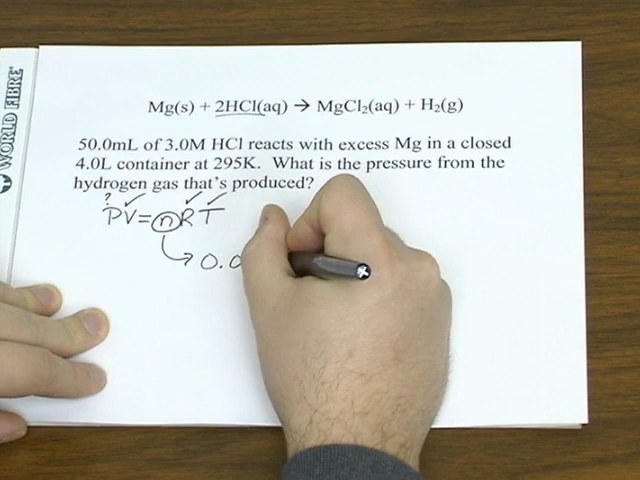 WORLD FIBRE
Mg(s) + 2HCl(aq) → MgCl₂(aq) + H₂(g)
50.0mL of 3.0M HCl reacts with excess Mg in a closed
4.0L container at 295K. What is the pressure from the
hydrogen gas that's produced?
? ✓ ✓ ✓
PV=nRT
→ 0.0